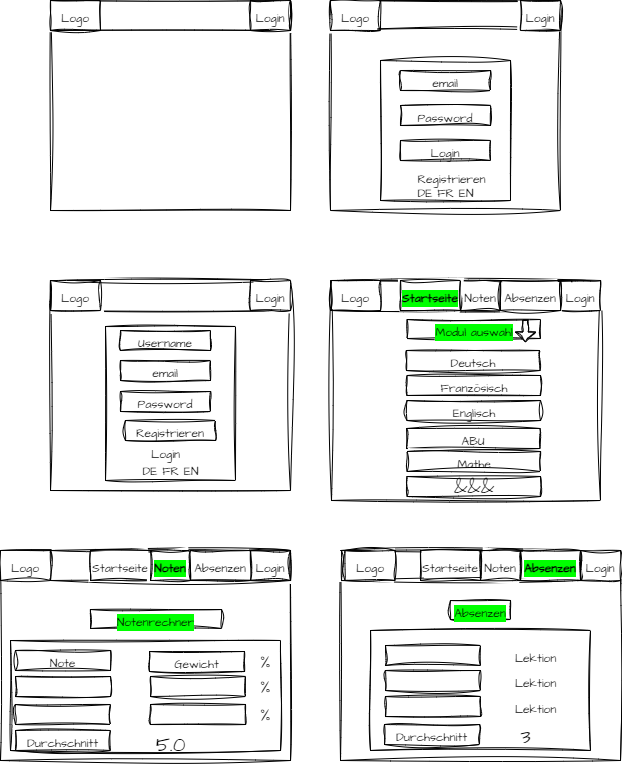 Logo
Login
Logo
Login
email
Password
Login
Registrieren
DE FR EN
Logo
Login
Username
email
Password
Registrieren
Login
DE FR EN
Logo
Startseite
Noten
Absenzen
Login
Modul auswahl
Deutsch
Französisch
Englisch
ABU
Mathe
&&&
Logo
Startseite
Noten
Absenzen
Login
Notenrechner
Note
Gewicht
%
%
%
Durchschnitt
5.0
Logo
Startseite
Noten
Absenzen
Login
Absenzen
Lektion
Lektion
Lektion
Durchschnitt
3